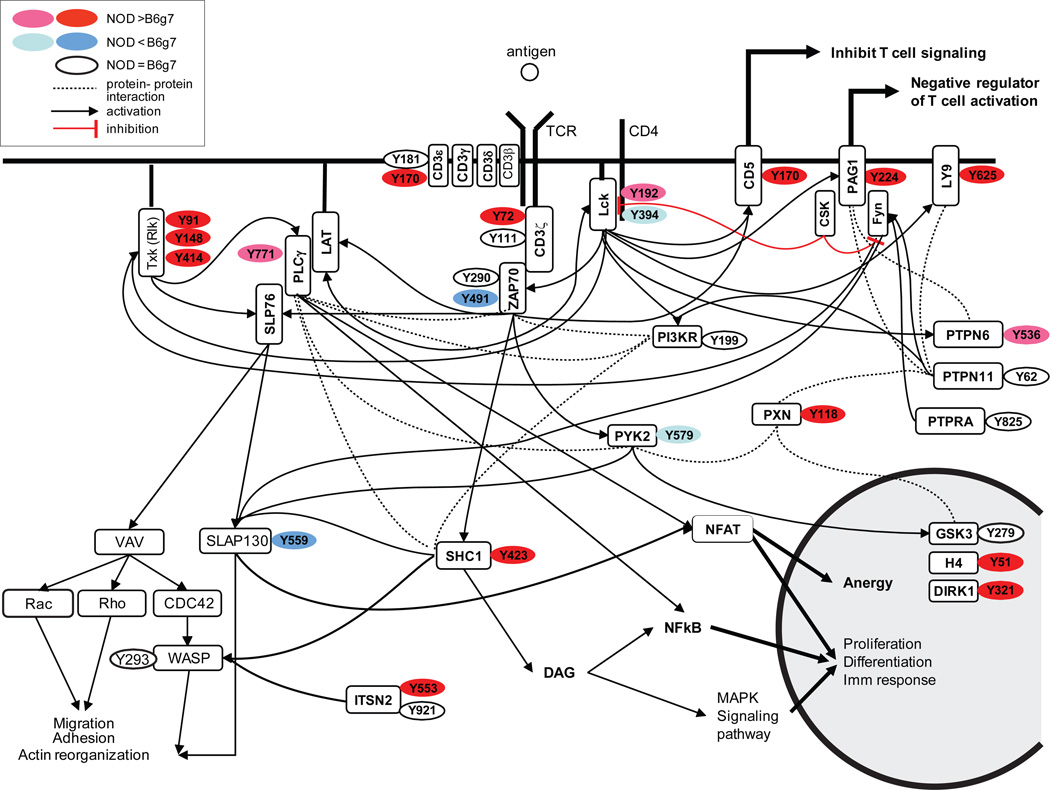 NOD >B6g7
NOD < B6g7
NOD = B6g7
protein- protein
interaction
activation
inhibition
antigen
TCR
CD4
Inhibit T cell signaling
Negative regulator
of T cell activation
Y181
Y170
CD3ε
CD3γ
CD3δ
CD3β
Y72
Y111
CD3ζ
Y290
Y491
ZAP70
Lck
Y192
Y394
CD5
Y170
PAG1
Y224
CSK
Fyn
LY9
Y625
Txk (Rlk)
Y91
Y148
Y414
Y771
PLCγ
LAT
SLP76
PI3KR
Y199
PTPN6
Y536
PTPN11
Y62
PTPRA
Y825
PXN
Y118
PYK2
Y579
VAV
SLAP130
Y559
SHC1
Y423
NFAT
GSK3
Y279
H4
Y51
DIRK1
Y321
Anergy
Rac
Rho
CDC42
Y293
WASP
NFkB
DAG
Proliferation
Differentiation
Imm response
ITSN2
Y553
Y921
MAPK
Signaling
pathway
Migration
Adhesion
Actin reorganization